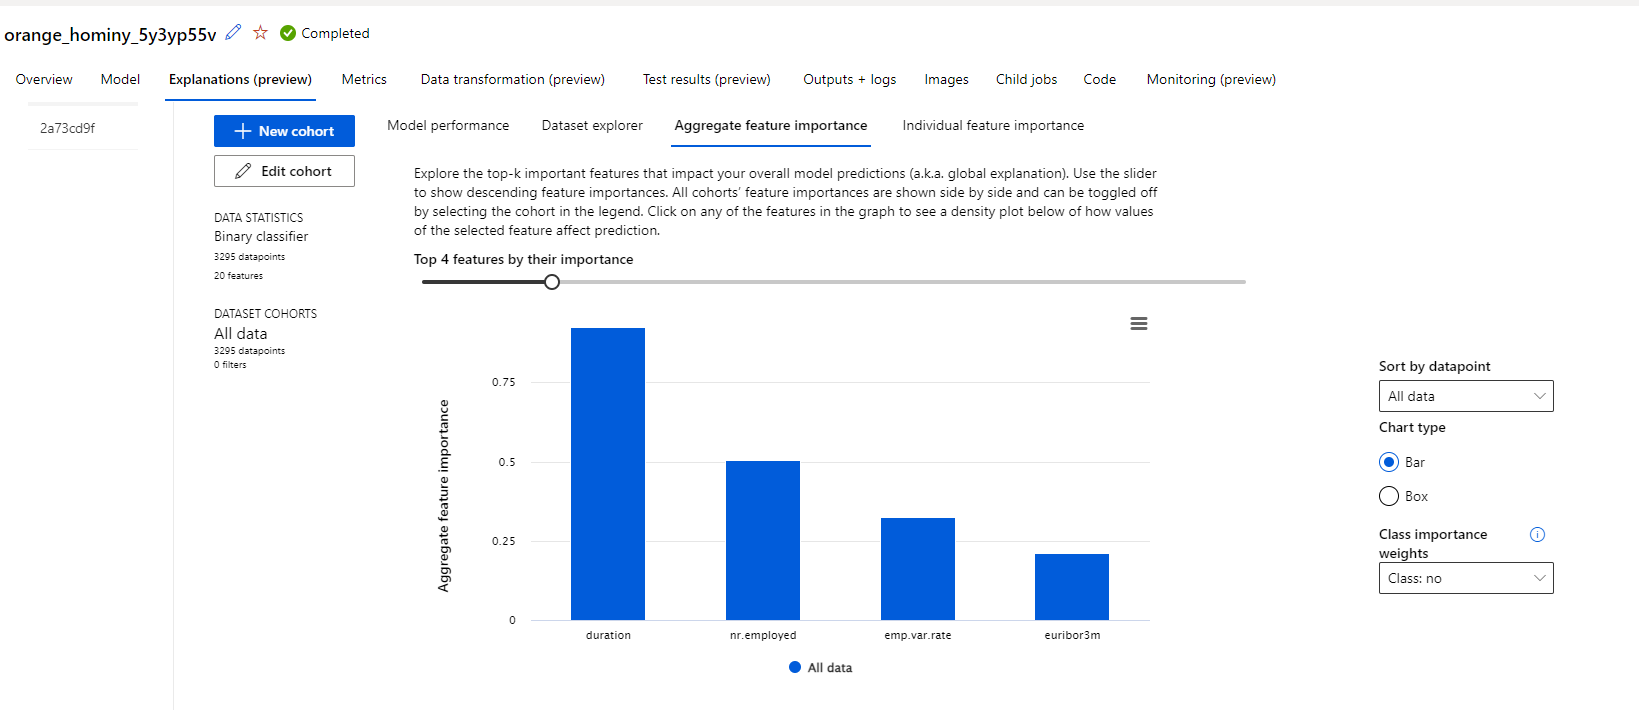 orange_hominy_5y3yp55v Completed
Overview Model Explanations (preview) Metrics Data transformation (preview) Test results (preview) Outputs + logs Images Child jobs Code Monitoring (preview)
2a73cd9f
New cohort
Edit cohort
DATA STATISTICS
Binary classifier
3295 datapoints
20 features
DATASET COHORTS
All data
3295 datapoints
0 filters
Model performance Dataset explorer Aggregate feature importance Individual feature importance
Explore the top-k important features that impact your overall model predictions (a.k.a. global explanation). Use the slider
to show descending feature importances. All cohorts' feature importances are shown side by side and can be toggled off
by selecting the cohort in the legend. Click on any of the features in the graph to see a density plot below of how values
of the selected feature affect prediction.
Top 4 features by their importance
Aggregate feature importance
0.75
0.5
0.25
0
duration nr.employed emp.var.rate euribor3m
All data
Sort by datapoint
All data
Chart type
Bar
Box
Class importance
weights
Class: no